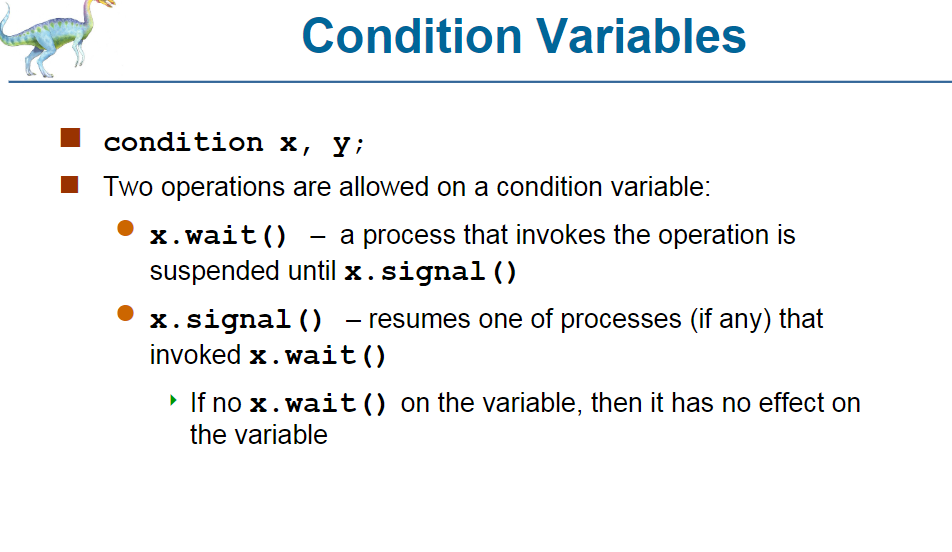 Condition Variables
condition x, y;
Two operations are allowed on a condition variable:
x.wait() – a process that invokes the operation is
suspended until x.signal()
x.signal() – resumes one of processes (if any) that
invoked x.wait()
If no x.wait() on the variable, then it has no effect on
the variable